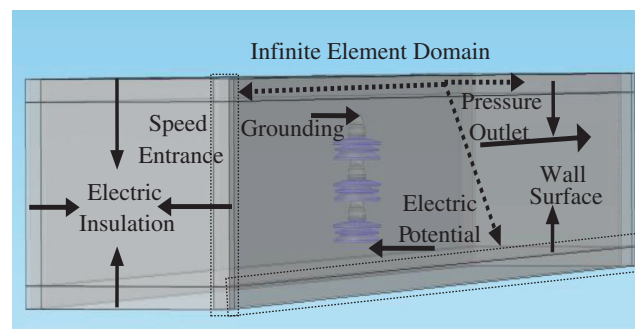 Infinite Element Domain
Speed
Entrance
Grounding
Pressure
Outlet
Electric
Insulation
Wall
Surface
Electric
Potential